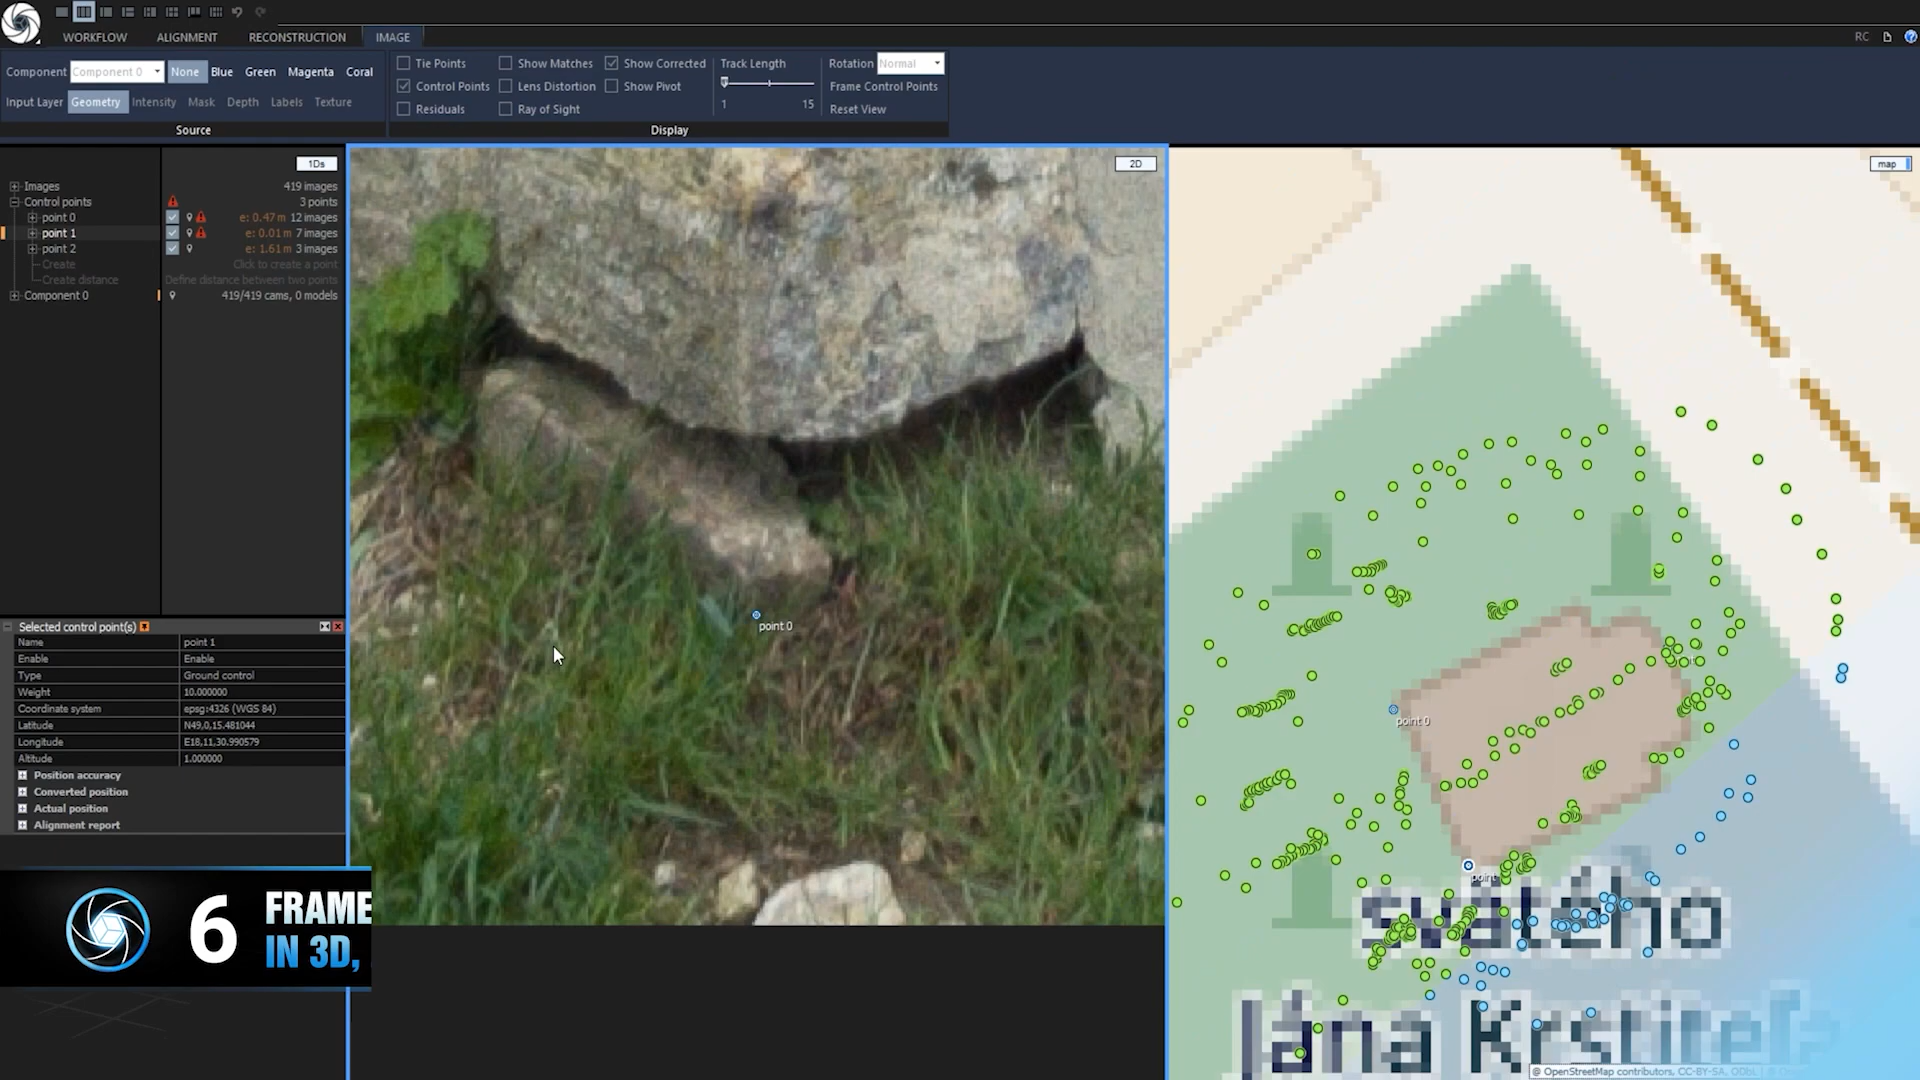 WORKFLOW ALIGNMENT RECONSTRUCTION IMAGE RC
Component Component 0 None Blue Green Magenta Coral
Input Layer Geometry Intensity Mask Depth Labels Texture
Source
Tie Points Show Matches Show Corrected Track Length Rotation Normal
Control Points Lens Distortion Show Pivot Frame Control Points
Residuals Ray of Sight 1 15 Reset View
Display
1Ds
Images 419 images
Control points 3 points
point 0 e: 0.47 m 12 images
point 1 e: 0.01 m 7 images
point 2 e: 1.61 m 3 images
Create Click to create a point
Create distance Define distance between two points
Component 0 419/419 cams, 0 models
Selected control point(s)
Name point 1
Enable Enable
Type Ground control
Weight 10.000000
Coordinate system epsg:4326 (WGS 84)
Latitude N49,0,15.481044
Longitude E18,11,30.990579
Altitude 1.000000
Position accuracy
Converted position
Actual position
Alignment report
6 FRAME
IN 3D,
2D
point 0
map
point 0
point
svätého
Jána Krstiteľa
@ OpenStreetMap contributors, CC-BY-SA, ODbL